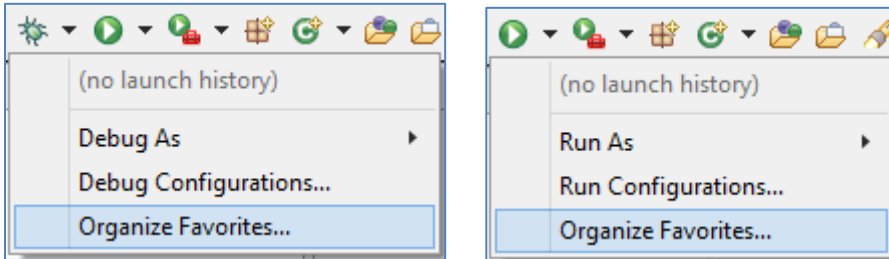 (no launch history)
Debug As
Debug Configurations...
Organize Favorites...
(no launch history)
Run As
Run Configurations...
Organize Favorites...